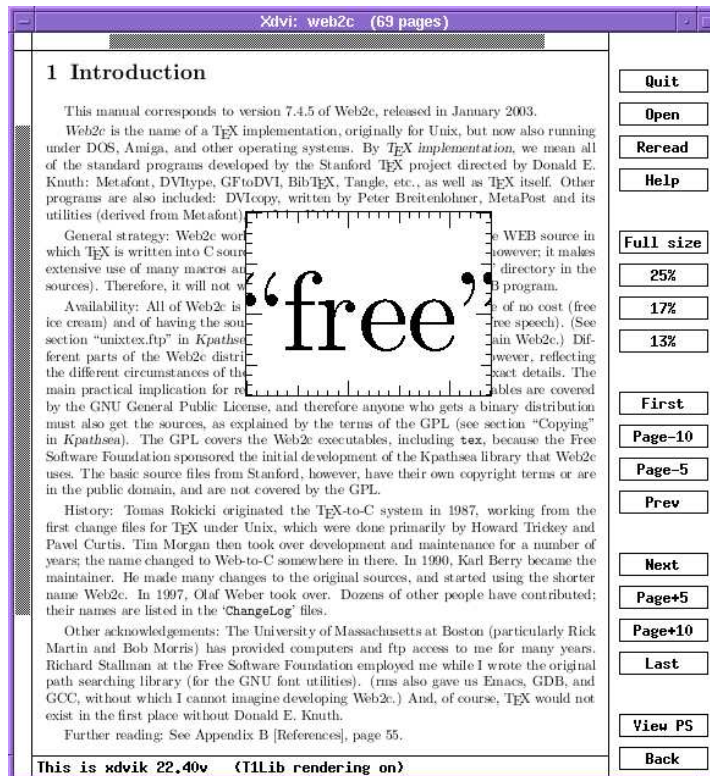 Xdvi: web2c (69 pages)
1 Introduction
This manual corresponds to version 7.4.5 of Web2c, released in January 2003.
Web2c is the name of a TEX implementation, originally for Unix, but now also running
under DOS, Amiga, and other operating systems. By TEX implementation, we mean all
of the standard programs developed by the Stanford TEX project directed by Donald E.
Knuth: Metafont, DVItype, GFtoDVI, BibTEX, Tangle, etc., as well as TEX itself. Other
programs are also included: DVIcopy, written by Peter Breitenlohner, MetaPost and its
utilities (derived from Metafont),
General strategy: Web2c wor e WEB source in
which TEX is written into C sour however; it makes
extensive use of many macros an directory in the
sources). Therefore, it will not w B program.
Availability: All of Web2c is e of no cost (free
ice cream) and of having the sou ree speech). (See
section “unixtex.ftp” in Kpathse ain Web2c.) Dif-
ferent parts of the Web2c distri owever, reflecting
the different circumstances of the xact details. The
main practical implication for re ables are covered
“free”
by the GNU General Public License, and therefore anyone who gets a binary distribution
must also get the sources, as explained by the terms of the GPL (see section “Copying”
in Kpathsea). The GPL covers the Web2c executables, including tex, because the Free
Software Foundation sponsored the initial development of the Kpathsea library that Web2c
uses. The basic source files from Stanford, however, have their own copyright terms or are
in the public domain, and are not covered by the GPL.
History: Tomas Rokicki originated the TEX-to-C system in 1987, working from the
first change files for TEX under Unix, which were done primarily by Howard Trickey and
Pavel Curtis. Tim Morgan then took over development and maintenance for a number of
years; the name changed to Web-to-C somewhere in there. In 1990, Karl Berry became the
maintainer. He made many changes to the original sources, and started using the shorter
name Web2c. In 1997, Olaf Weber took over. Dozens of other people have contributed;
their names are listed in the ‘ChangeLog’ files.
Other acknowledgements: The University of Massachusetts at Boston (particularly Rick
Martin and Bob Morris) has provided computers and ftp access to me for many years.
Richard Stallman at the Free Software Foundation employed me while I wrote the original
path searching library (for the GNU font utilities). (rms also gave us Emacs, GDB, and
GCC, without which I cannot imagine developing Web2c.) And, of course, TEX would not
exist in the first place without Donald E. Knuth.
Further reading: See Appendix B [References], page 55.
Quit
Open
Reread
Help
Full size
25%
17%
13%
First
Page-10
Page-5
Prev
Next
Page+5
Page+10
Last
View PS
Back
This is xdvik 22.40v (T1Lib rendering on)